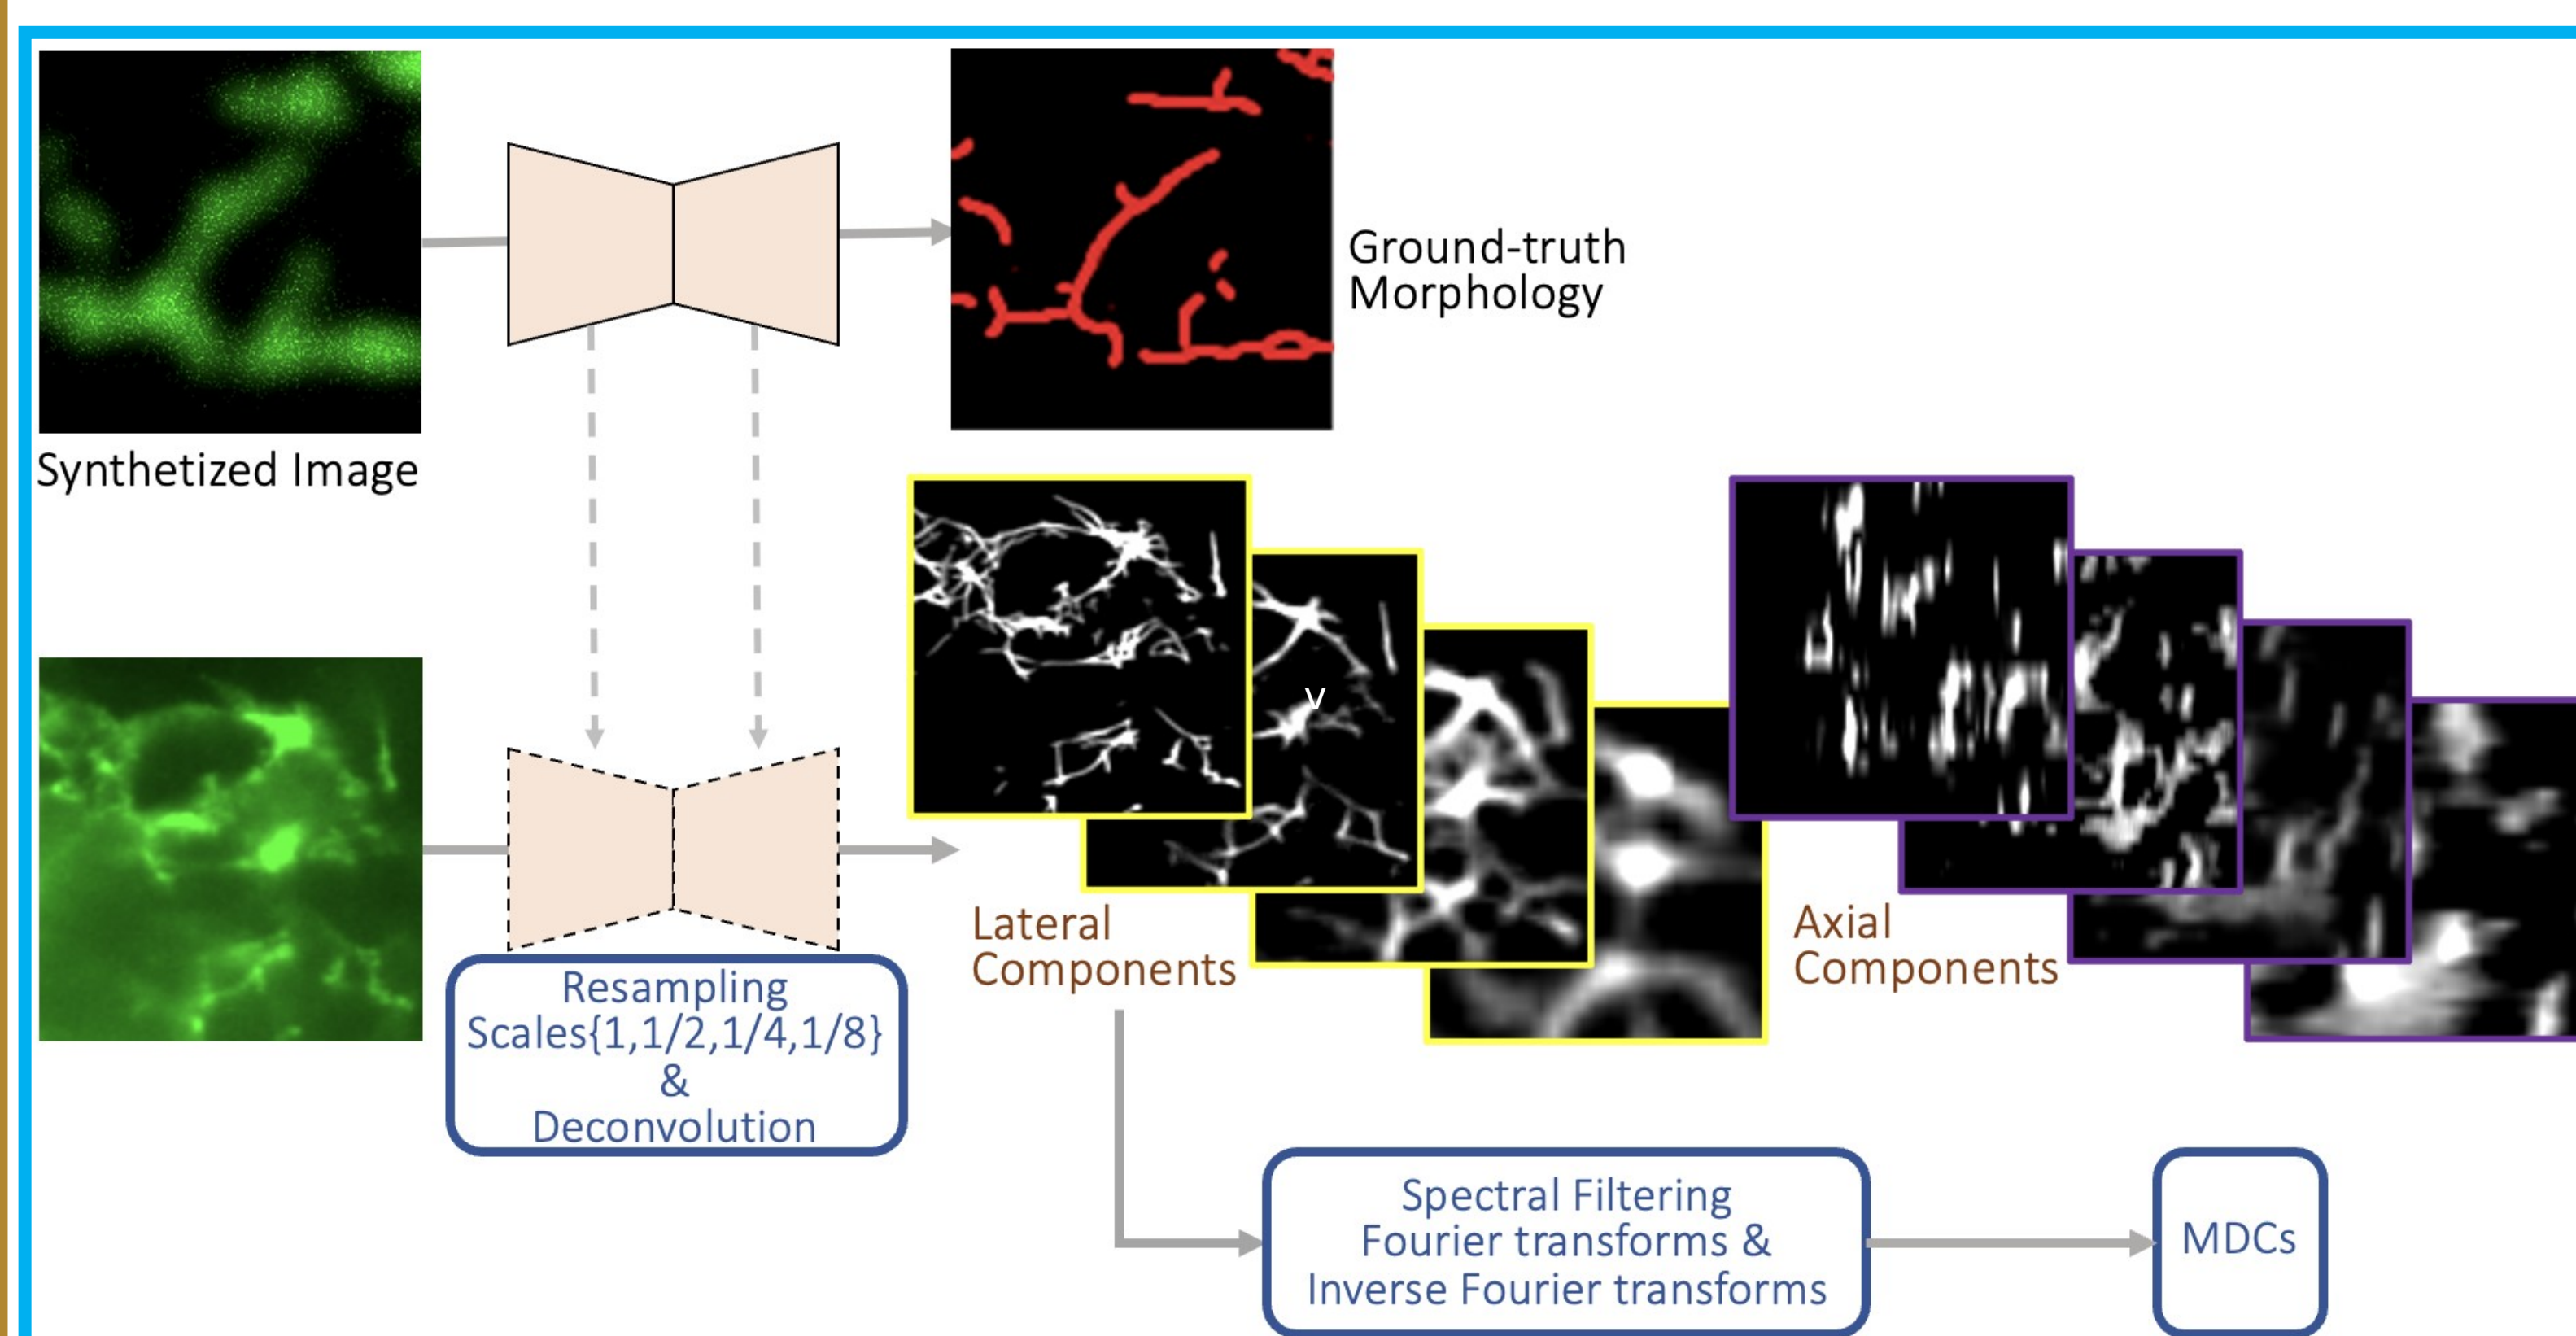 Synthetized Image
Ground-truth
Morphology
v
Lateral
Components
Axial
Components
Resampling
Scales{1,1/2,1/4,1/8}
&
Deconvolution
Spectral Filtering
Fourier transforms &
Inverse Fourier transforms
MDCs